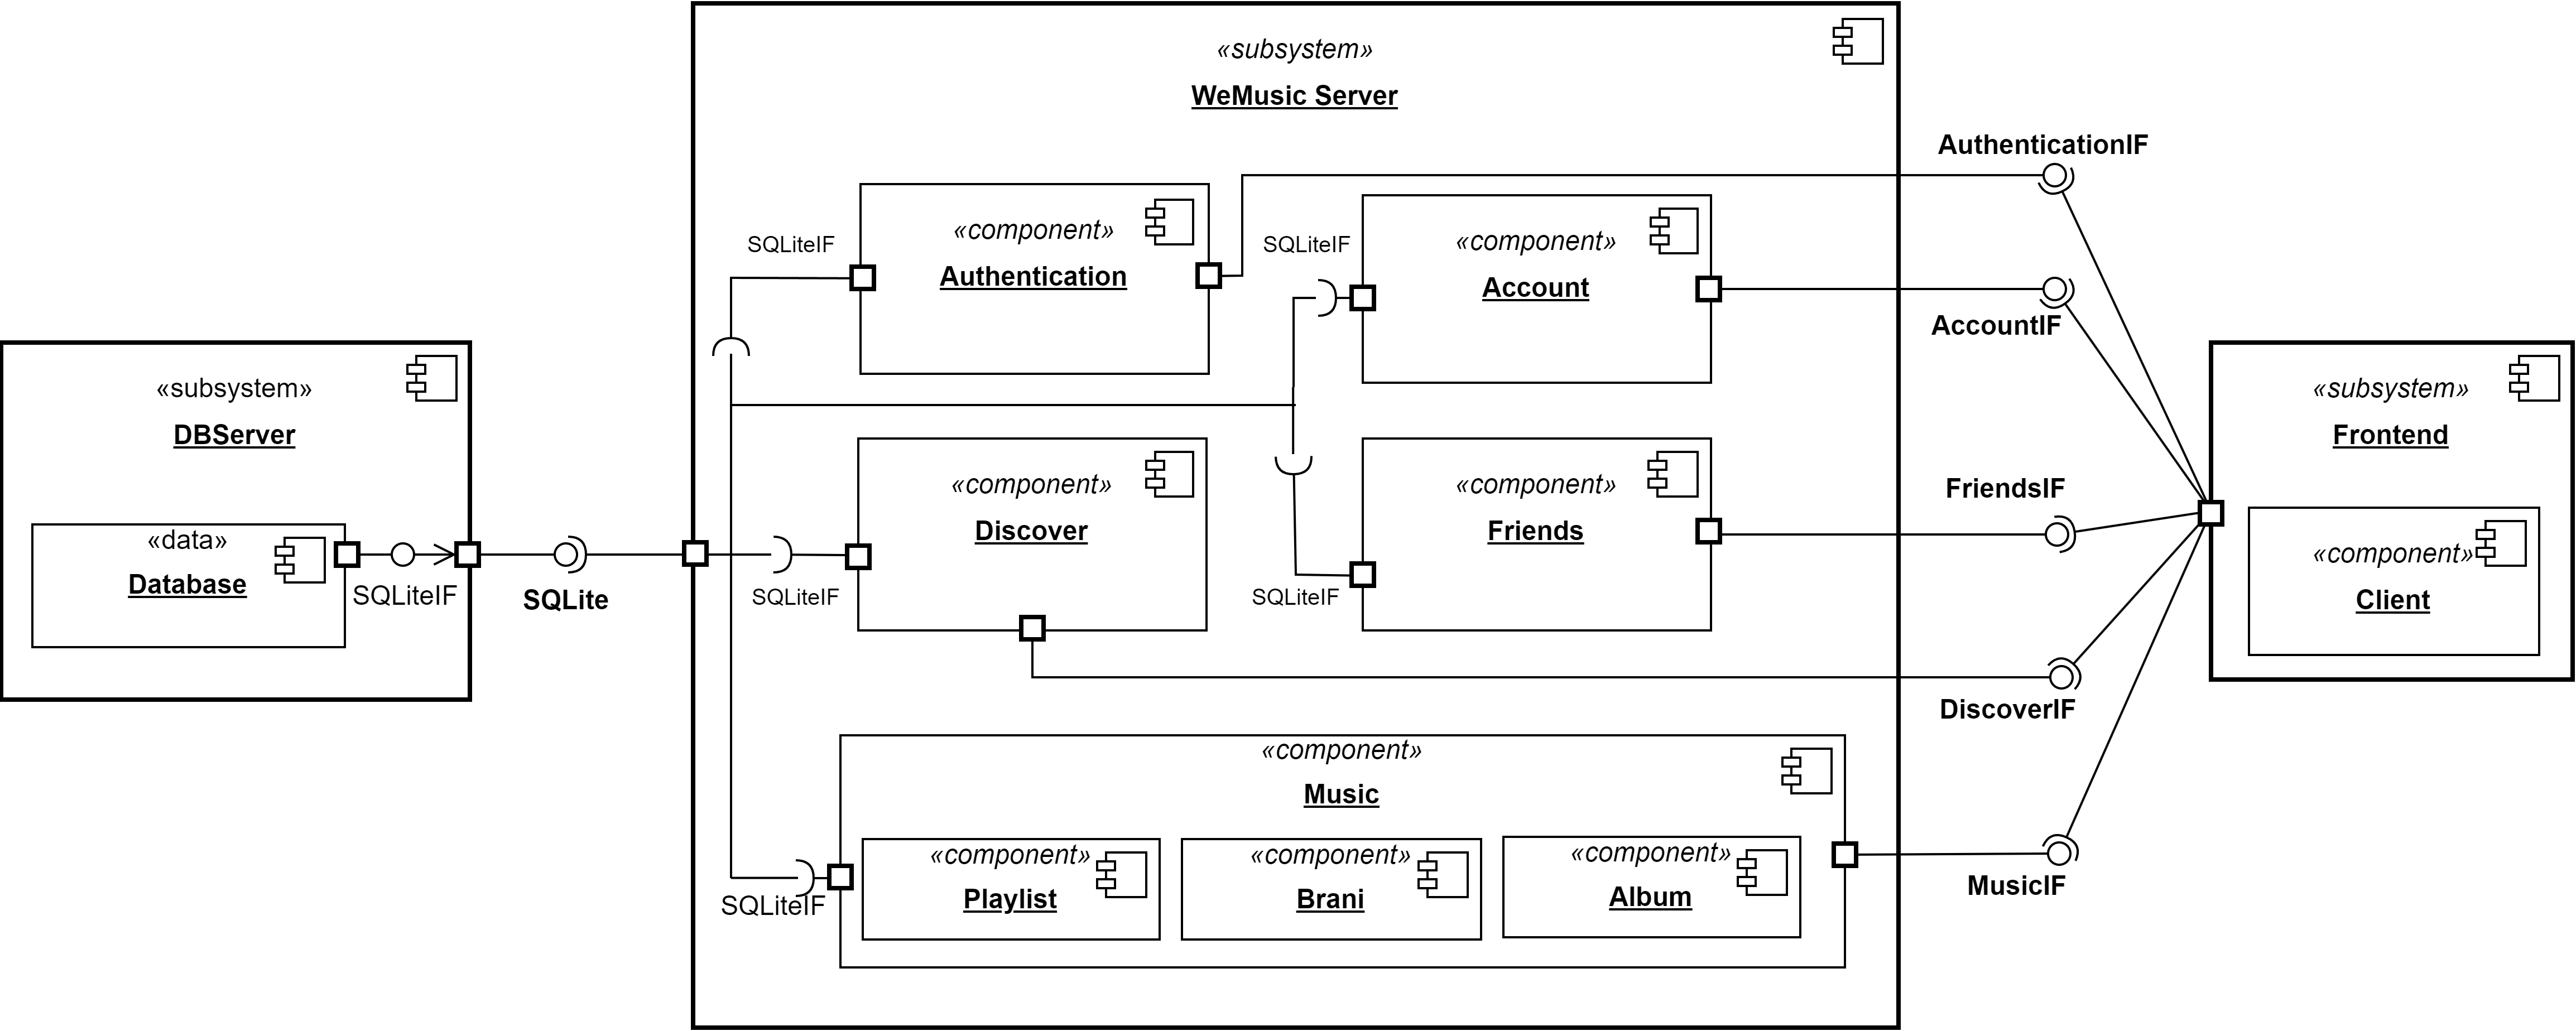 «subsystem»
DBServer
«data»
Database
SQLiteIF
SQLite
«subsystem»
WeMusic Server
SQLiteIF
«component»
Authentication
SQLiteIF
«component»
Account
SQLiteIF
«component»
Discover
SQLiteIF
«component»
Friends
SQLiteIF
«component»
Music
«component»
Playlist
«component»
Brani
«component»
Album
AuthenticationIF
AccountIF
FriendsIF
DiscoverIF
MusicIF
«subsystem»
Frontend
«component»
Client